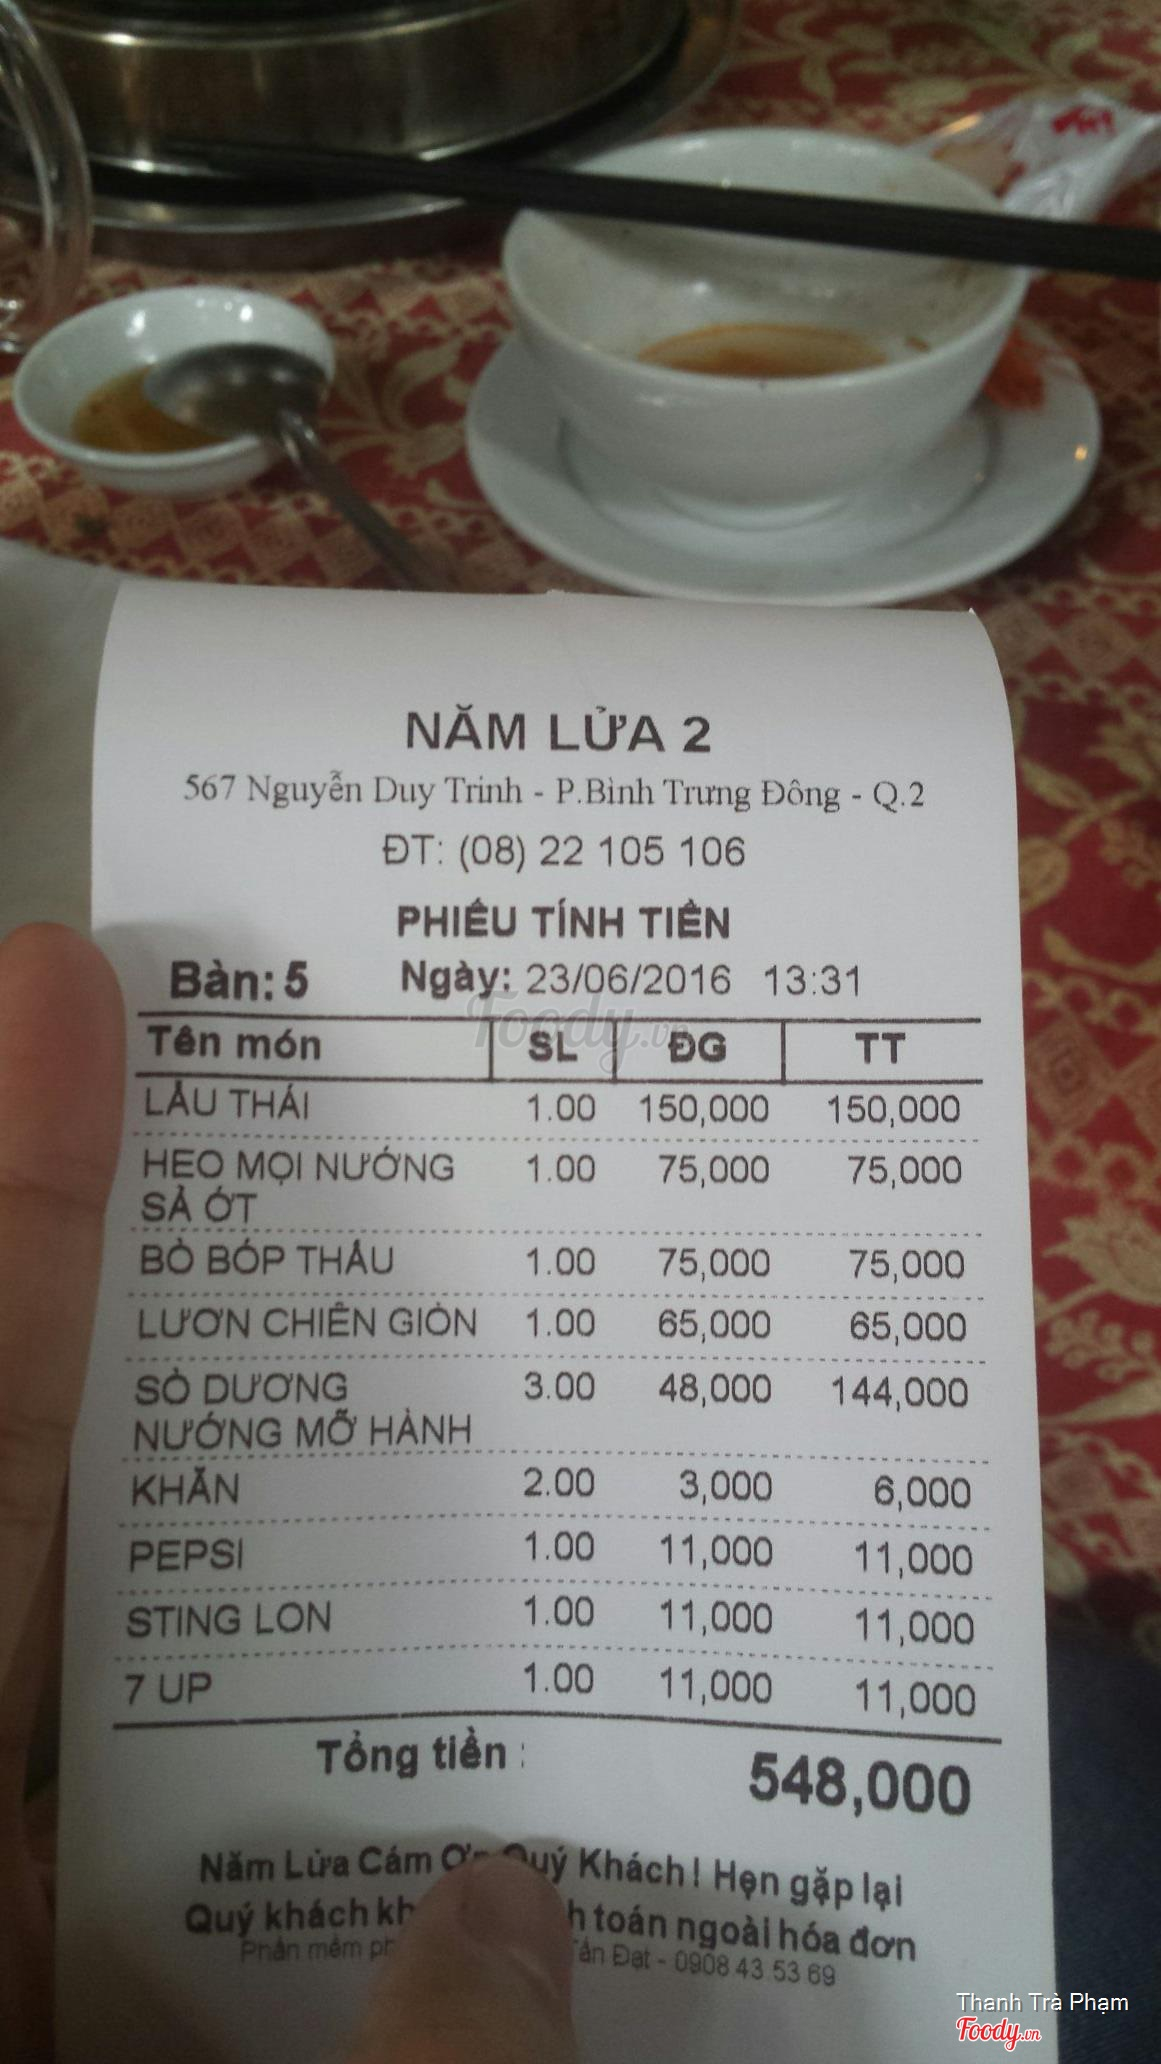 NĂM LỬA 2
567 Nguyễn Duy Trinh - P.Bình Trưng Đông - Q.2
ĐT: (08) 22 105 106
PHIẾU TÍNH TIỀN
Bàn: 5 Ngày: 23/06/2016 13:31
Tên món SL ĐG TT
LẨU THÁI 1.00 150,000 150,000
HEO MỌI NƯỚNG 1.00 75,000 75,000
SẢ ỚT
BÒ BÓP THẤU 1.00 75,000 75,000
LƯƠN CHIÊN GIÒN 1.00 65,000 65,000
SÒ DƯƠNG 3.00 48,000 144,000
NƯỚNG MỠ HÀNH
KHĂN 2.00 3,000 6,000
PEPSI 1.00 11,000 11,000
STING LON 1.00 11,000 11,000
7 UP 1.00 11,000 11,000
Tổng tiền : 548,000
Năm Lửa Cám Ơn Quý Khách! Hẹn gặp lại
Quý khách toán ngoài hóa đơn
Phần mềm Đạt - 0908 43 53 69
Foody.vn
Thanh Trà Phạm
Foody.vn